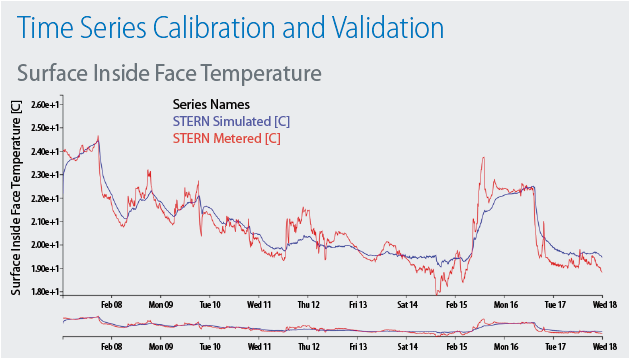 Time Series Calibration and Validation
Surface Inside Face Temperature
Surface Inside Face Temperature [C]
2.60e+1
2.50e+1
2.40e+1
2.30e+1
2.20e+1
2.10e+1
2.00e+1
1.90e+1
1.80e+1
Series Names
STERN Simulated [C]
STERN Metered [C]
Feb 08 Mon 09 Tue 10 Wed 11 Thu 12 Fri 13 Sat 14 Feb 15 Mon 16 Tue 17 Wed 18
Feb 08 Mon 09 Tue 10 Wed 11 Thu 12 Fri 13 Sat 14 Feb 15 Mon 16 Tue 17 Wed 18